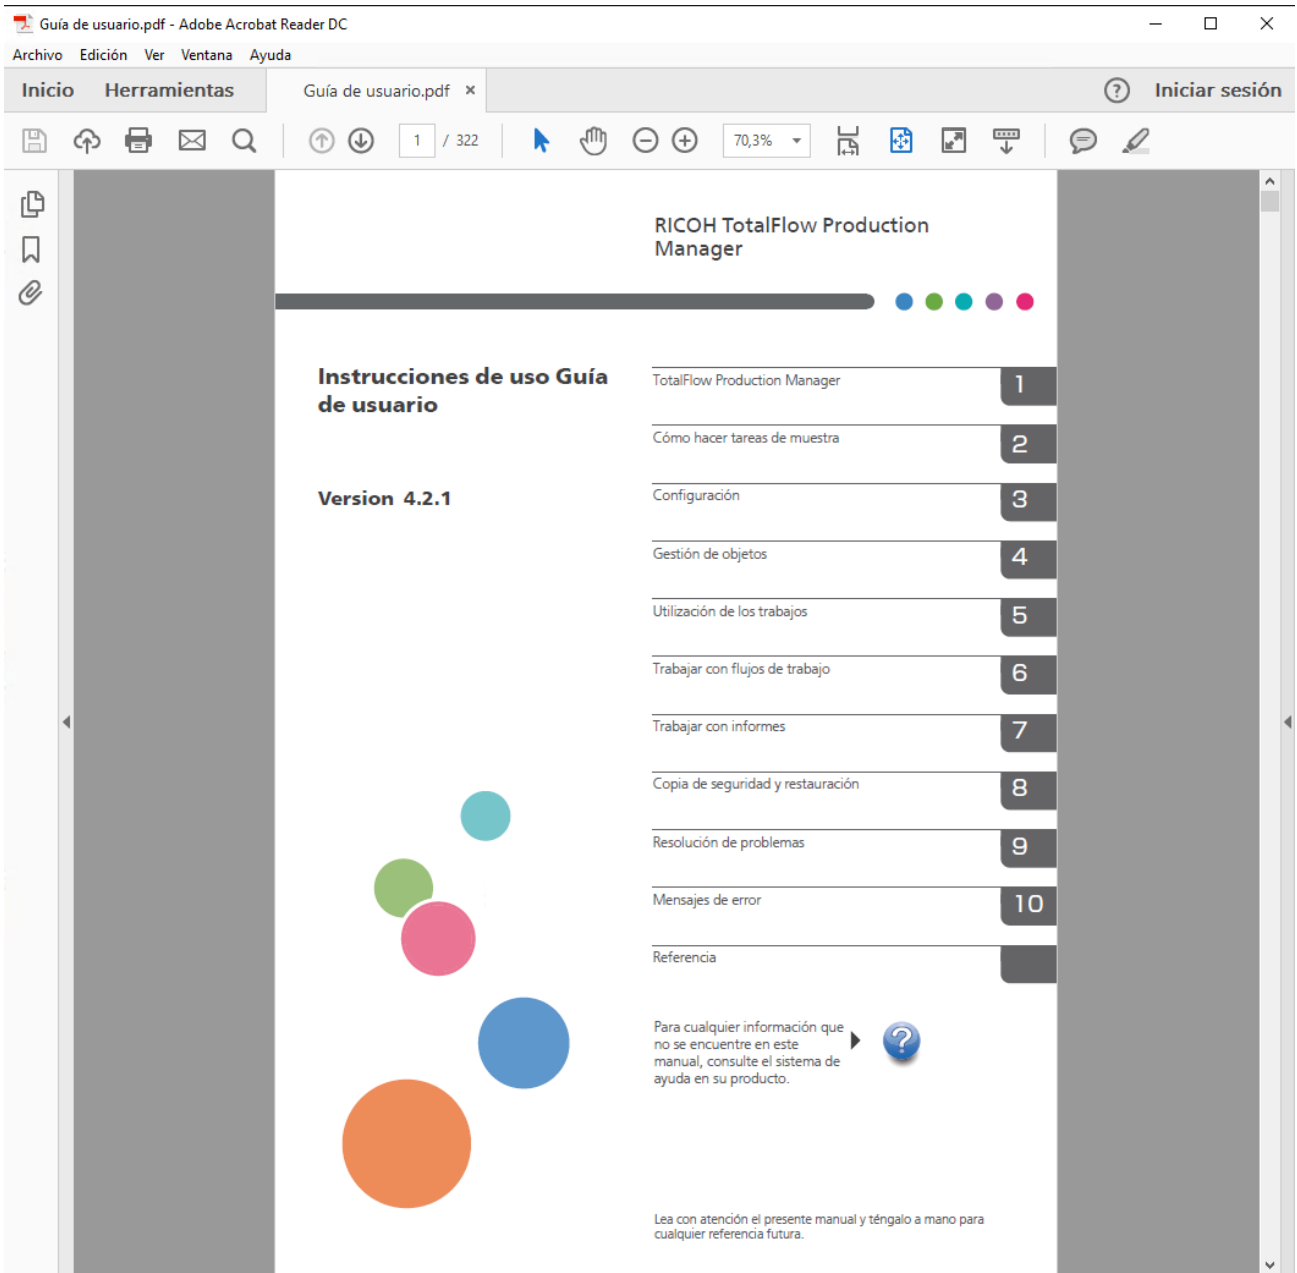 Guía de usuario.pdf - Adobe Acrobat Reader DC
Archivo Edición Ver Ventana Ayuda
Inicio Herramientas Guía de usuario.pdf × ? Iniciar sesión
1 / 322 70,3%
RICOH TotalFlow Production
Manager
Instrucciones de uso Guía
de usuario
Version 4.2.1
TotalFlow Production Manager 1
Cómo hacer tareas de muestra 2
Configuración 3
Gestión de objetos 4
Utilización de los trabajos 5
Trabajar con flujos de trabajo 6
Trabajar con informes 7
Copia de seguridad y restauración 8
Resolución de problemas 9
Mensajes de error 10
Referencia
Para cualquier información que
no se encuentre en este
manual, consulte el sistema de
ayuda en su producto.
?
Lea con atención el presente manual y téngalo a mano para
cualquier referencia futura.